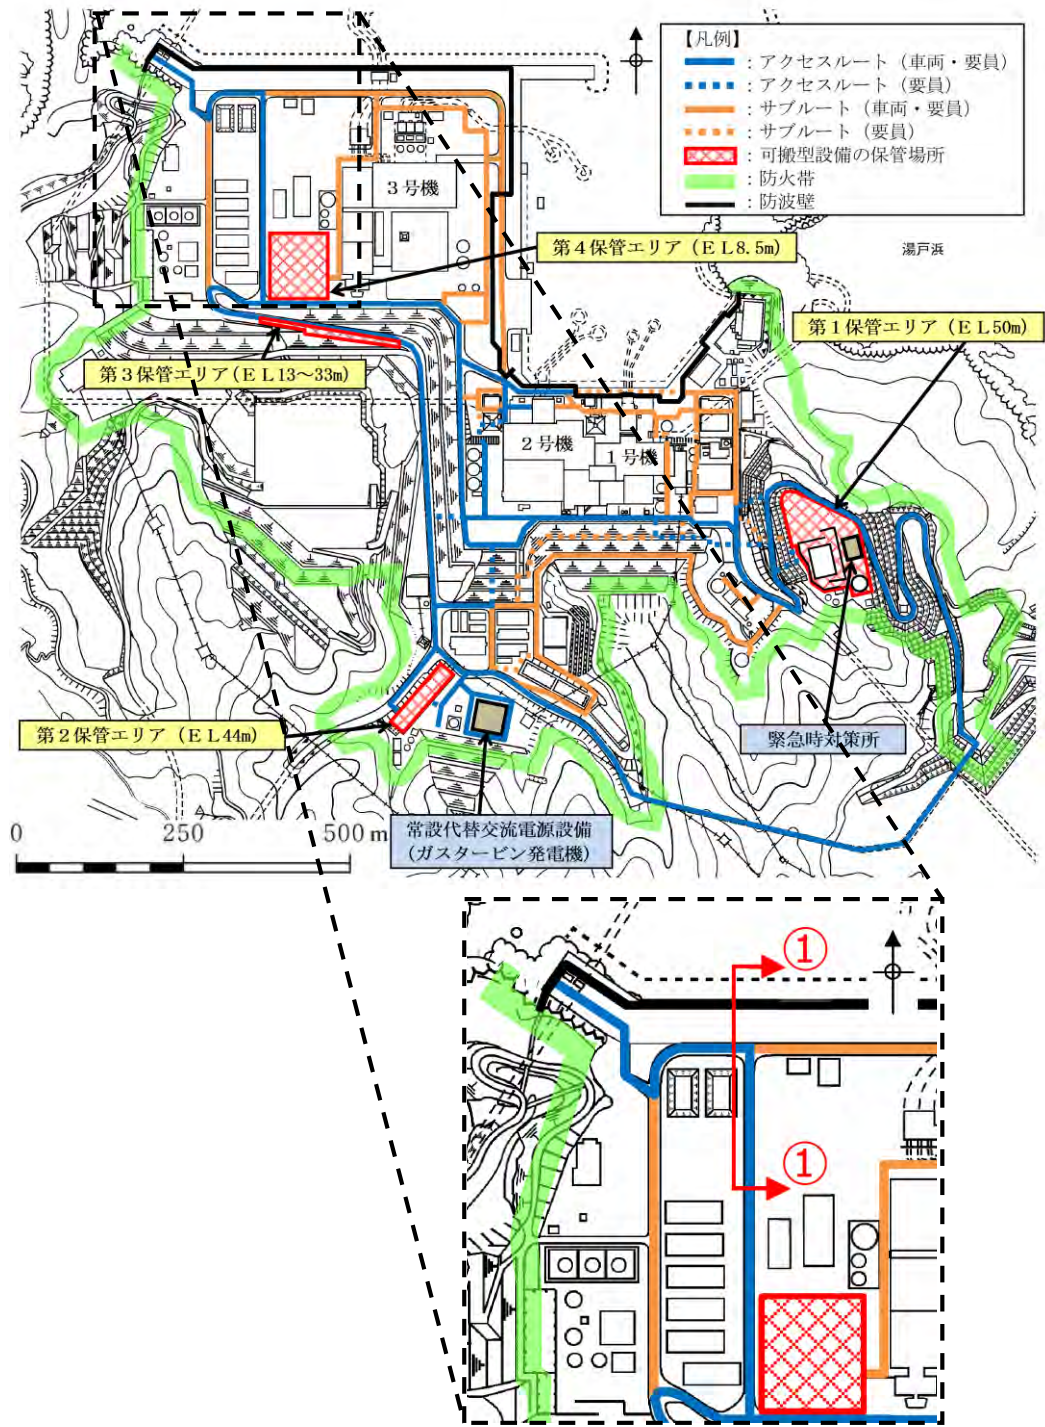 【凡例】
：アクセスルート（車両・要員）
：アクセスルート（要員）
：サブルート（車両・要員）
：サブルート（要員）
：可搬型設備の保管場所
：防火帯
：防波壁
3号機
第4保管エリア（ＥＬ8.5m）
湯戸浜
第1保管エリア（ＥＬ50m）
第3保管エリア（ＥＬ13～33m）
2号機
1号機
第2保管エリア（ＥＬ44m）
緊急時対策所
常設代替交流電源設備
（ガスタービン発電機）
0 250 500 m
①
①